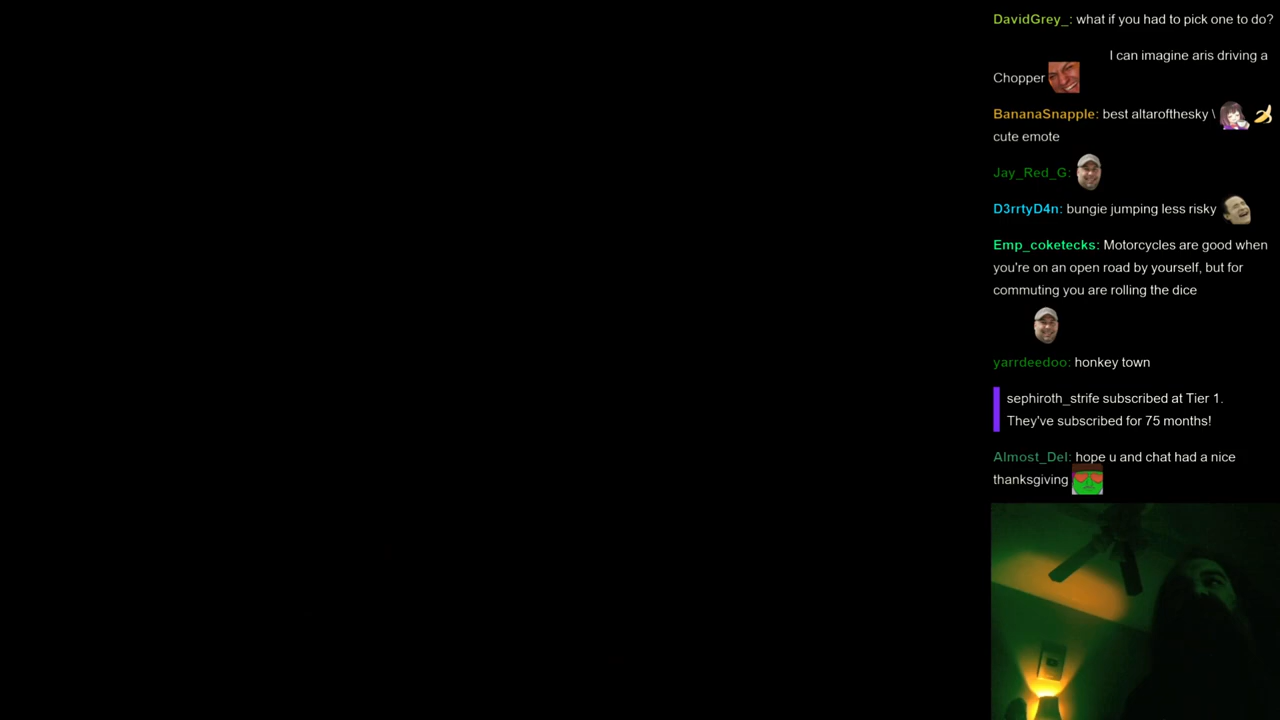 DavidGrey_: what if you had to pick one to do?
I can imagine aris driving a
Chopper
BananaSnapple: best altarofthesky \
cute emote
Jay_Red_G:
D3rrtyD4n: bungie jumping less risky
Emp_coketecks: Motorcycles are good when
you're on an open road by yourself, but for
commuting you are rolling the dice
yarrdeedoo: honkey town
sephiroth_strife subscribed at Tier 1.
They've subscribed for 75 months!
Almost_Del: hope u and chat had a nice
thanksgiving